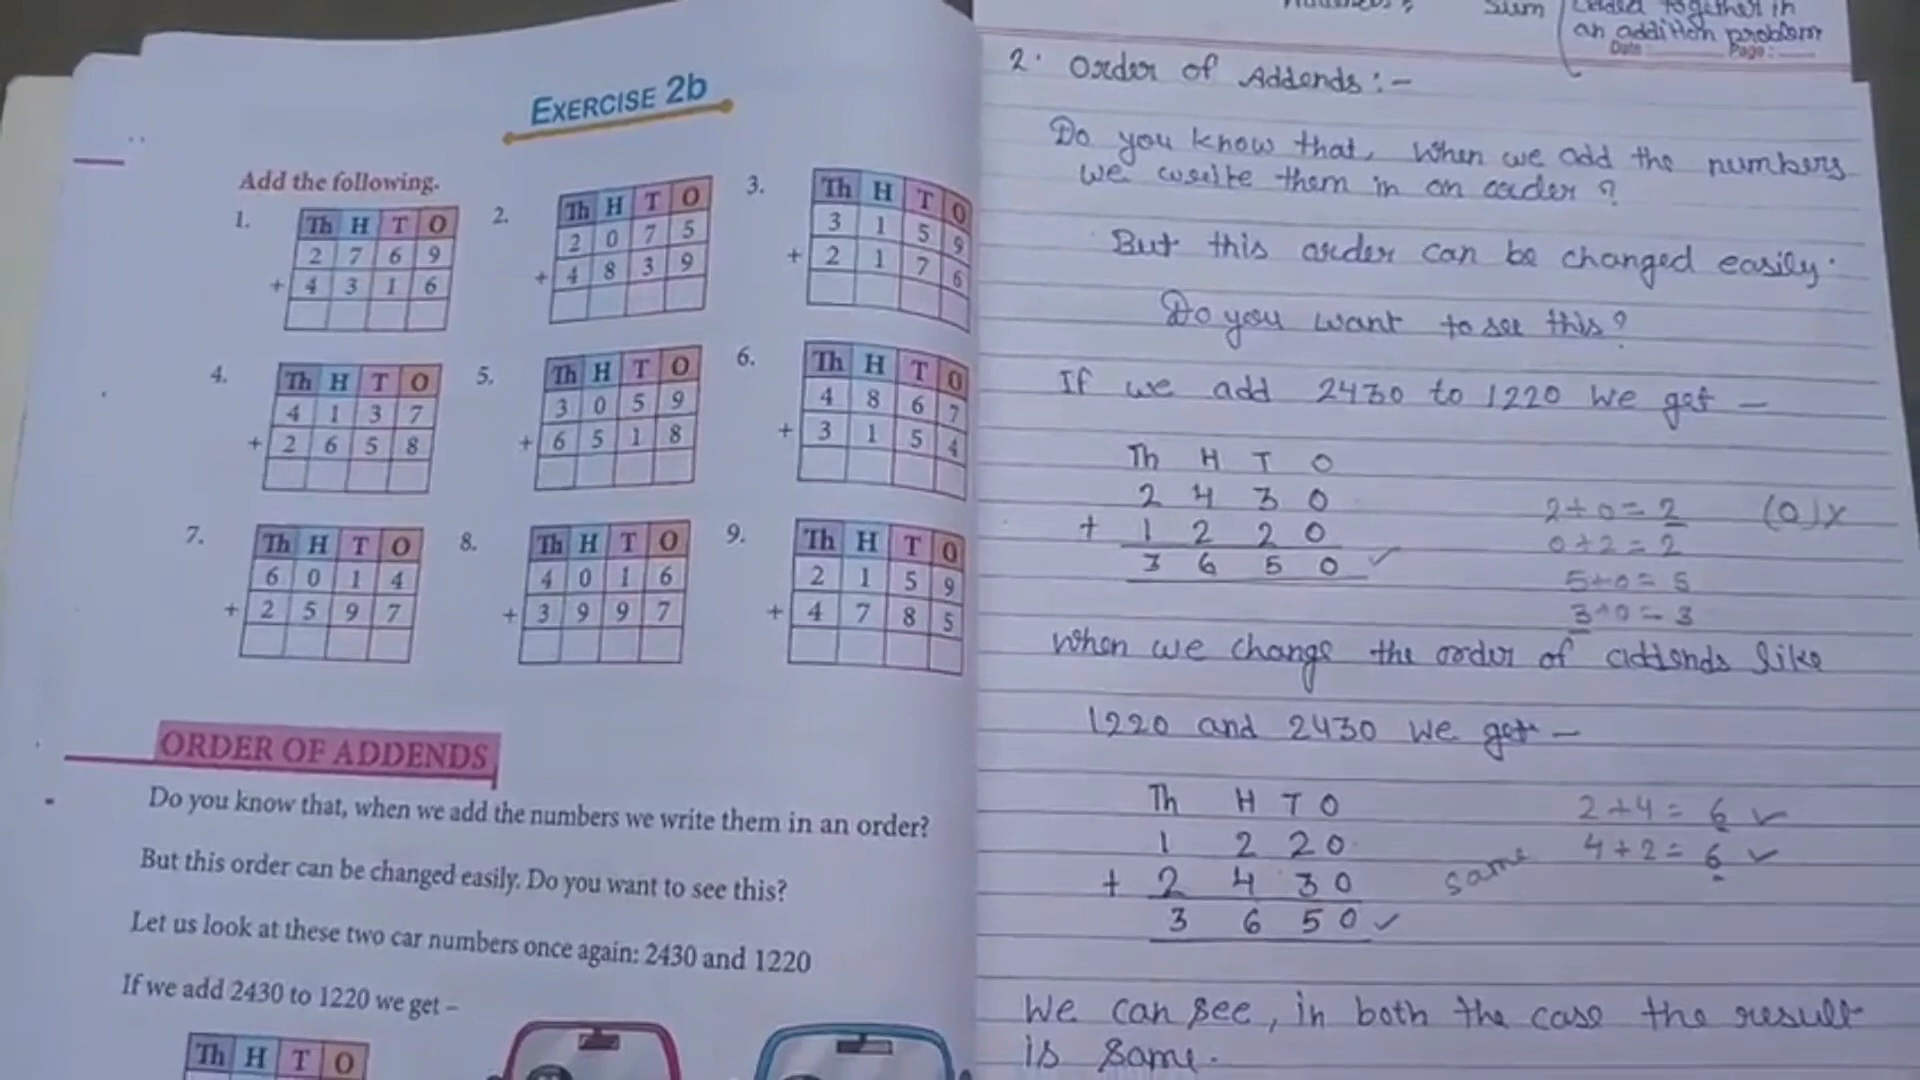 EXERCISE 2b
Add the following.
1.
Th H T O
2 7 6 9
+ 4 3 1 6
2.
Th H T O
2 0 7 5
+ 4 8 3 9
3.
Th H T O
3 1 5 9
+ 2 1 7 6
4.
Th H T O
4 1 3 7
+ 2 6 5 8
5.
Th H T O
3 0 5 9
+ 6 5 1 8
6.
Th H T O
4 8 6 7
+ 3 1 5 4
7.
Th H T O
6 0 1 4
+ 2 5 9 7
8.
Th H T O
4 0 1 6
+ 3 9 9 7
9.
Th H T O
2 1 5 9
+ 4 7 8 5
ORDER OF ADDENDS
Do you know that, when we add the numbers we write them in an order?
But this order can be changed easily. Do you want to see this?
Let us look at these two car numbers once again: 2430 and 1220
If we add 2430 to 1220 we get –
Th H T O
Sum
together in
an addition problem
Date Page:
2. Order of Addends :-
Do you know that, when we add the numbers
we write them in an order?
But this order can be changed easily.
Do you want to see this?
If we add 2430 to 1220 we get –
Th H T O
2 4 3 0
+ 1 2 2 0
3 6 5 0 ✓
2+0=2 (0)x
0+2=2
5+0=5
3+0=3
When we change the order of addends like
1220 and 2430 we get –
Th H T O
1 2 2 0
+ 2 4 3 0
3 6 5 0 ✓
2+4=6 ✓
same 4+2=6 ✓
We can see, in both the case the result
is same.